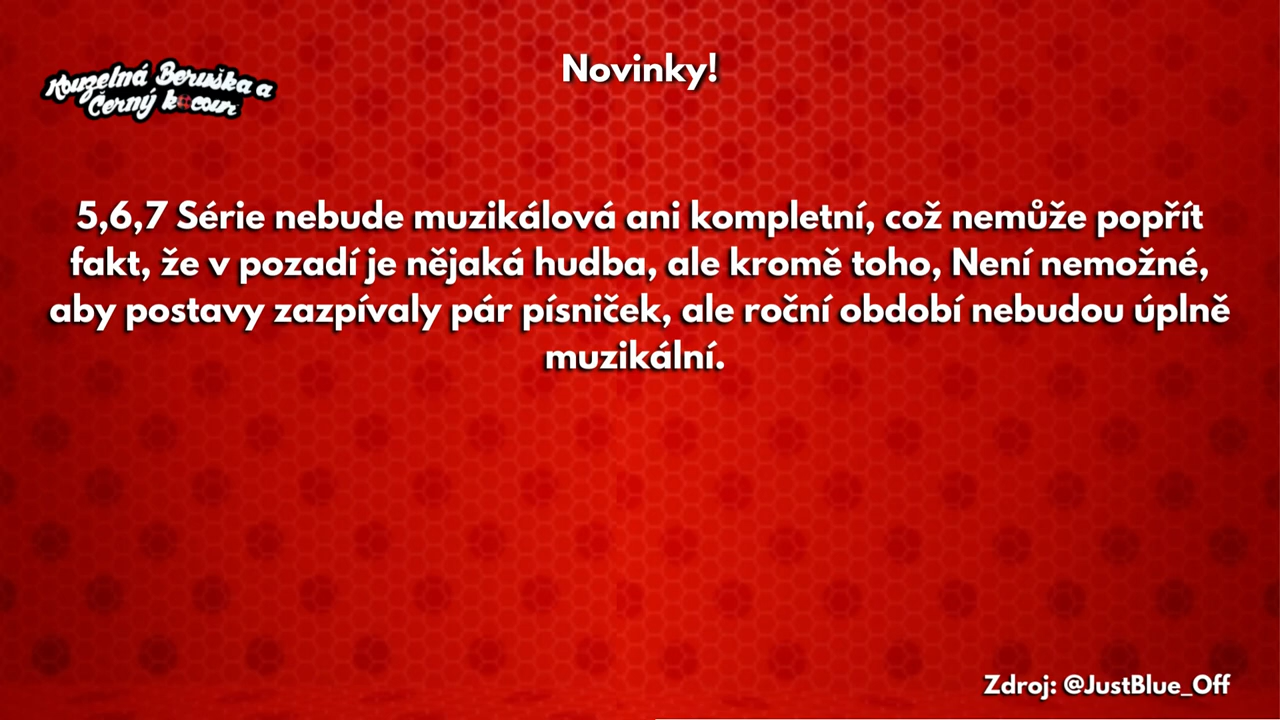 Novinky!
Kouzelná Beruška a
Černý kocour
5,6,7 Série nebude muzikálová ani kompletní, což nemůže popřít
fakt, že v pozadí je nějaká hudba, ale kromě toho, Není nemožné,
aby postavy zazpívaly pár písniček, ale roční období nebudou úplně
muzikální.
Zdroj: @JustBlue_Off